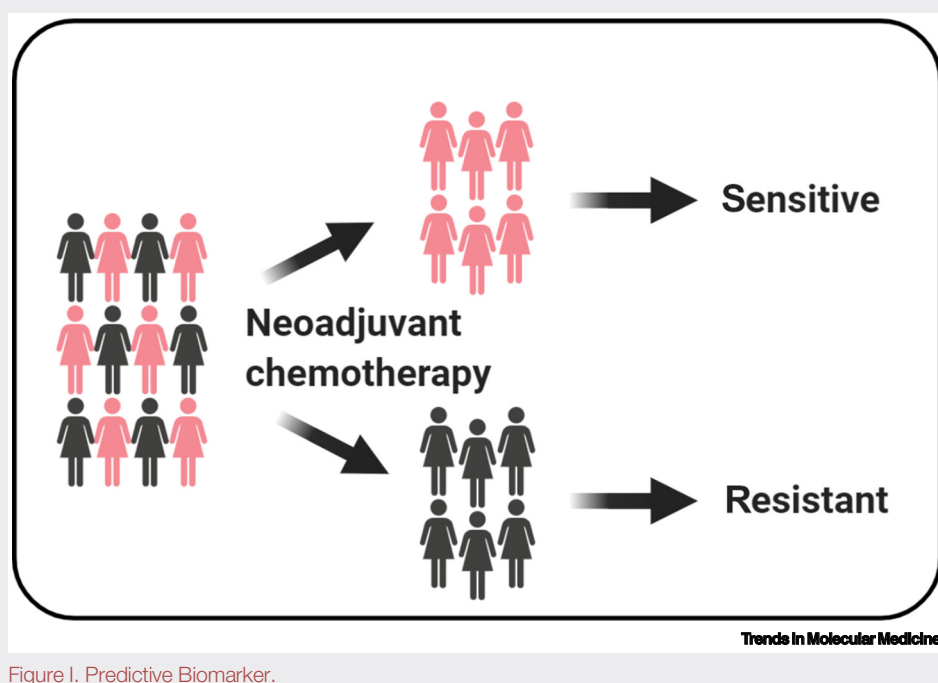 Sensitive
Neoadjuvant
chemotherapy
Resistant
Trends in Molecular Medicine
Figure I. Predictive Biomarker.